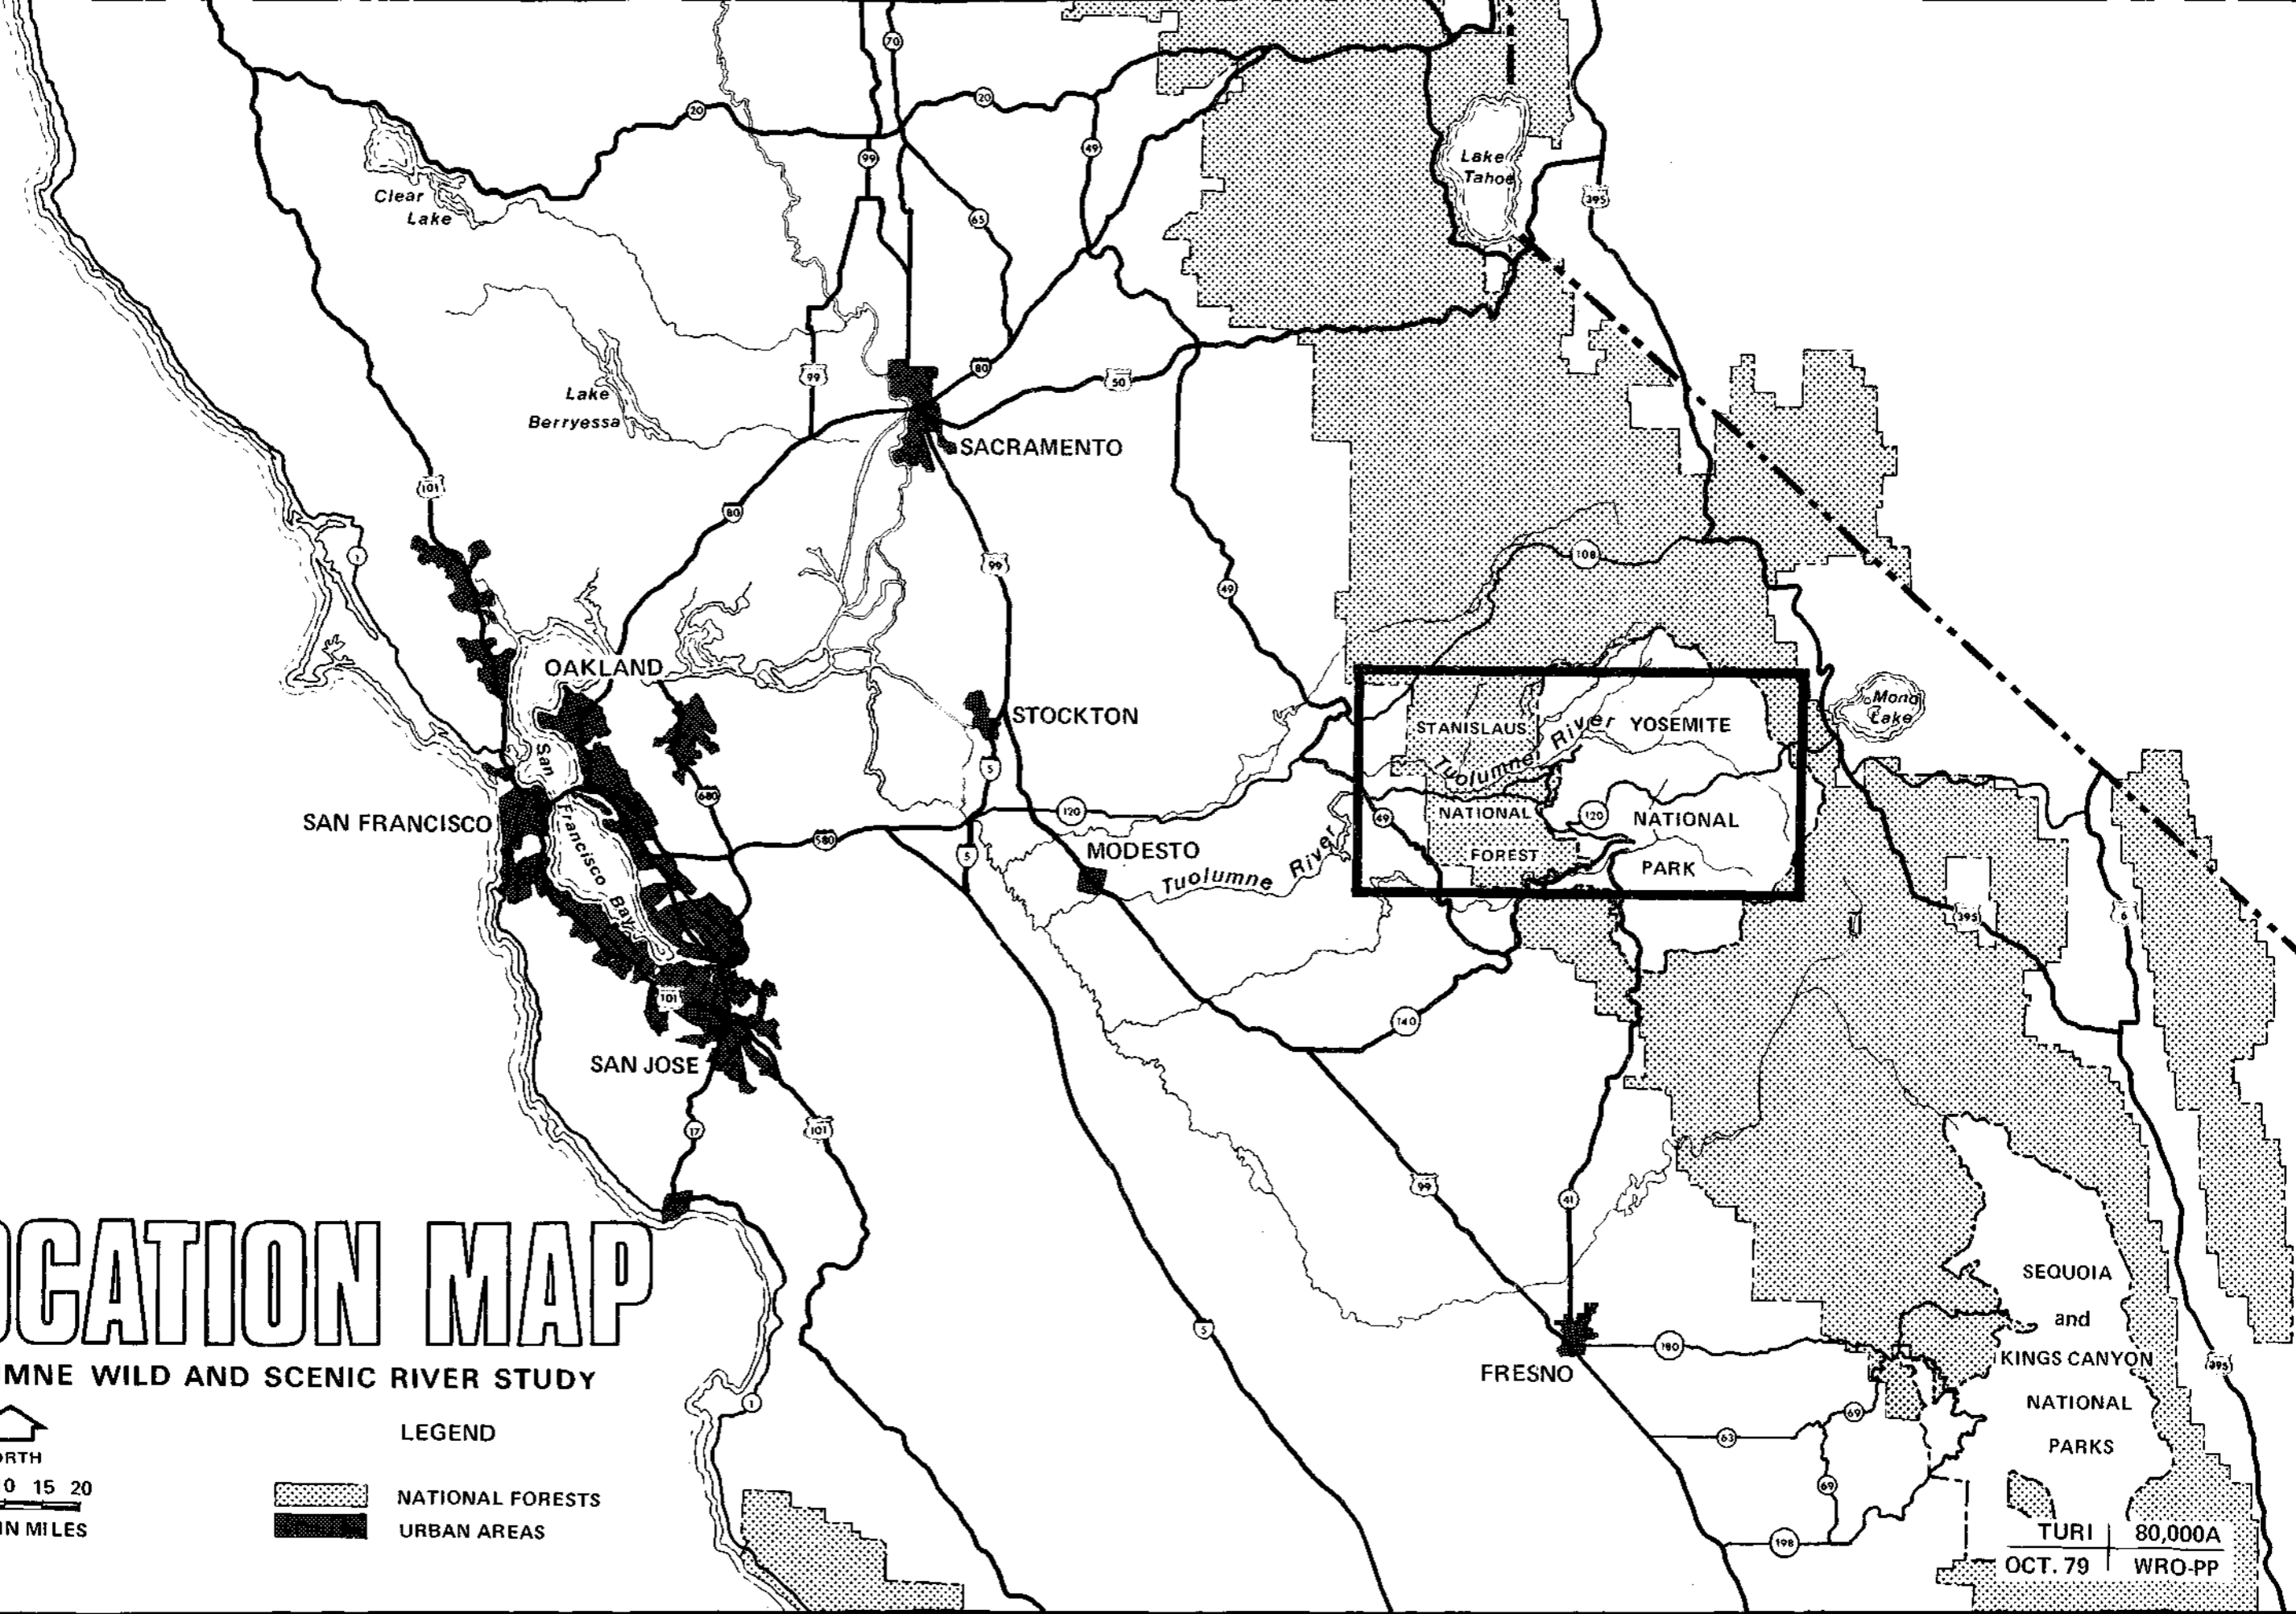 70
20
20
99
49
Lake
Tahoe
Clear
Lake
395
65
99
80
50
Lake
Berryessa
SACRAMENTO
101
80
99
108
1
49
OAKLAND
STOCKTON
STANISLAUS
Tuolumne River
YOSEMITE
Mono
Lake
San Francisco Bay
5
680
SAN FRANCISCO
120
580
5
MODESTO
Tuolumne River
49
NATIONAL
FOREST
120
NATIONAL
PARK
395
6
101
140
SAN JOSE
17
101
99
41
5
SEQUOIA
and
KINGS CANYON
NATIONAL
PARKS
180
FRESNO
395
69
63
69
198
1
OCATION MAP
MNE WILD AND SCENIC RIVER STUDY
LEGEND
ORTH
0 15 20
IN MILES
NATIONAL FORESTS
URBAN AREAS
TURI 80,000A
OCT. 79 WRO-PP